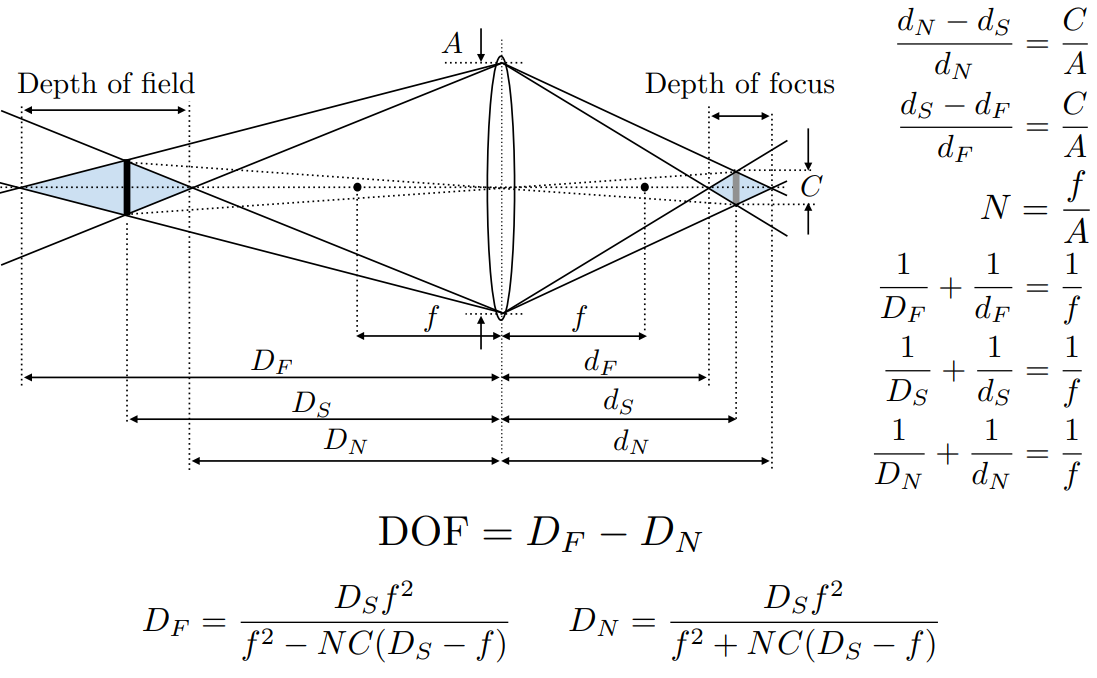 A
Depth of field
Depth of focus
C
f f
D_F d_F
D_S d_S
D_N d_N
\frac{d_N - d_S}{d_N} = \frac{C}{A}
\frac{d_S - d_F}{d_F} = \frac{C}{A}
N = \frac{f}{A}
\frac{1}{D_F} + \frac{1}{d_F} = \frac{1}{f}
\frac{1}{D_S} + \frac{1}{d_S} = \frac{1}{f}
\frac{1}{D_N} + \frac{1}{d_N} = \frac{1}{f}
DOF = D_F − D_N
D_F = \frac{D_S f^2}{f^2 - NC(D_S - f)} D_N = \frac{D_S f^2}{f^2 + NC(D_S - f)}